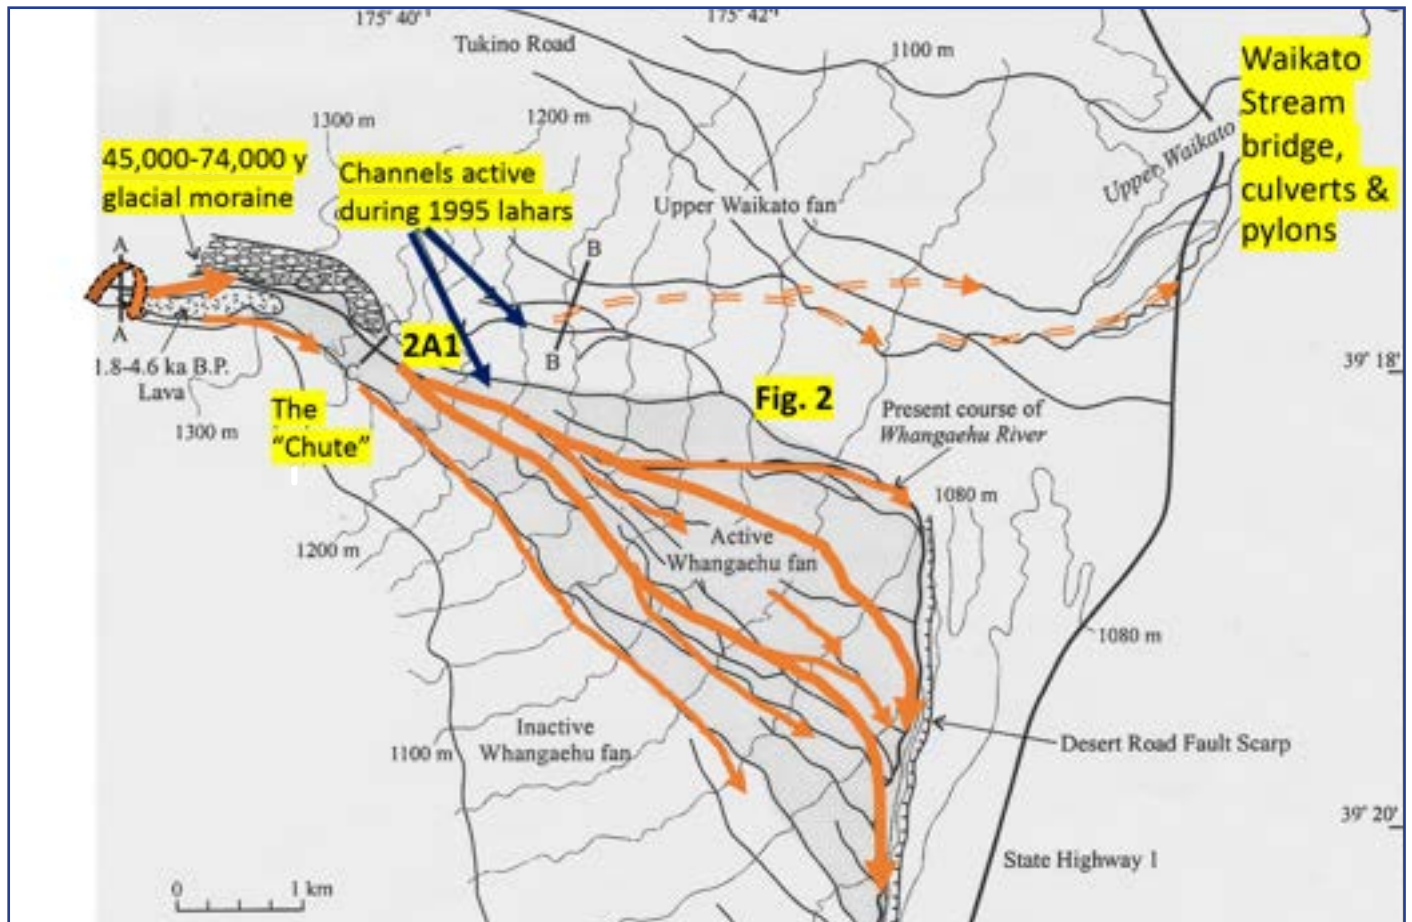 175° 40'
175° 42'
Tukino Road
1100 m
Waikato
Stream
bridge,
culverts &
pylons
1300 m
1200 m
45,000-74,000 y
glacial moraine
Channels active
during 1995 lahars
Upper Waikato
Upper Waikato fan
A
A
B
B
C
C
2A1
1.8-4.6 ka B.P.
Lava
39° 18'
Fig. 2
The
"Chute"
1300 m
Present course of
Whangaehu River
1080 m
1200 m
Active
Whangaehu fan
1080 m
Inactive
Whangaehu fan
1100 m
Desert Road Fault Scarp
39° 20'
State Highway 1
0
1 km